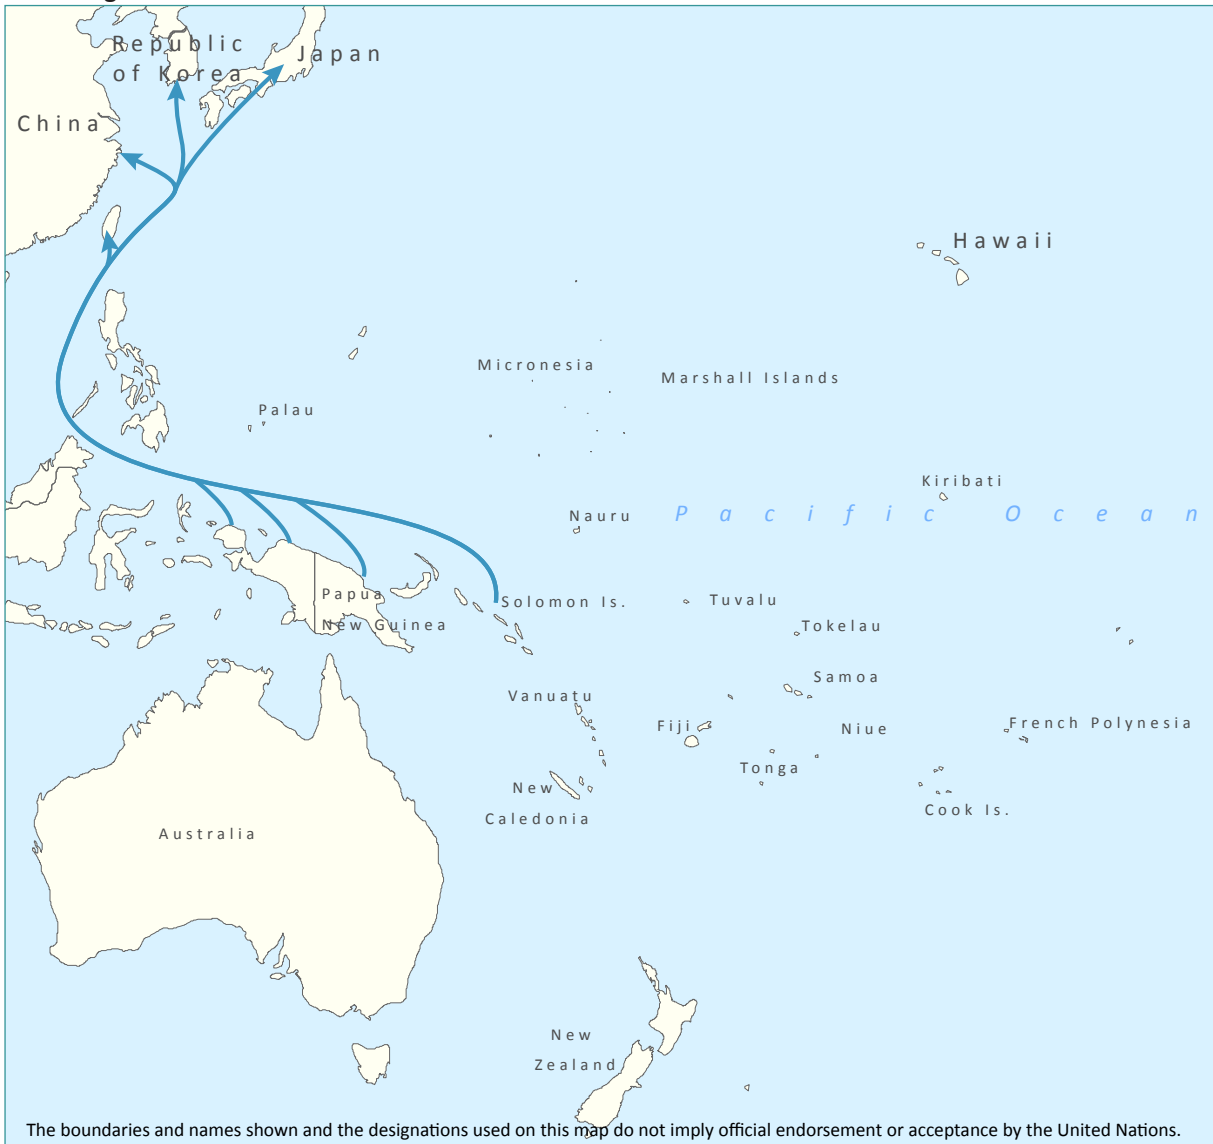 Republic
of Korea
Japan
China
Hawaii
Micronesia
Marshall Islands
Palau
Kiribati
Nauru
Pacific Ocean
Papua
New Guinea
Solomon Is.
Tuvalu
Tokelau
Samoa
Vanuatu
Fiji
Niue
French Polynesia
Tonga
New
Caledonia
Cook Is.
Australia
New
Zealand
The boundaries and names shown and the designations used on this map do not imply official endorsement or acceptance by the United Nations.